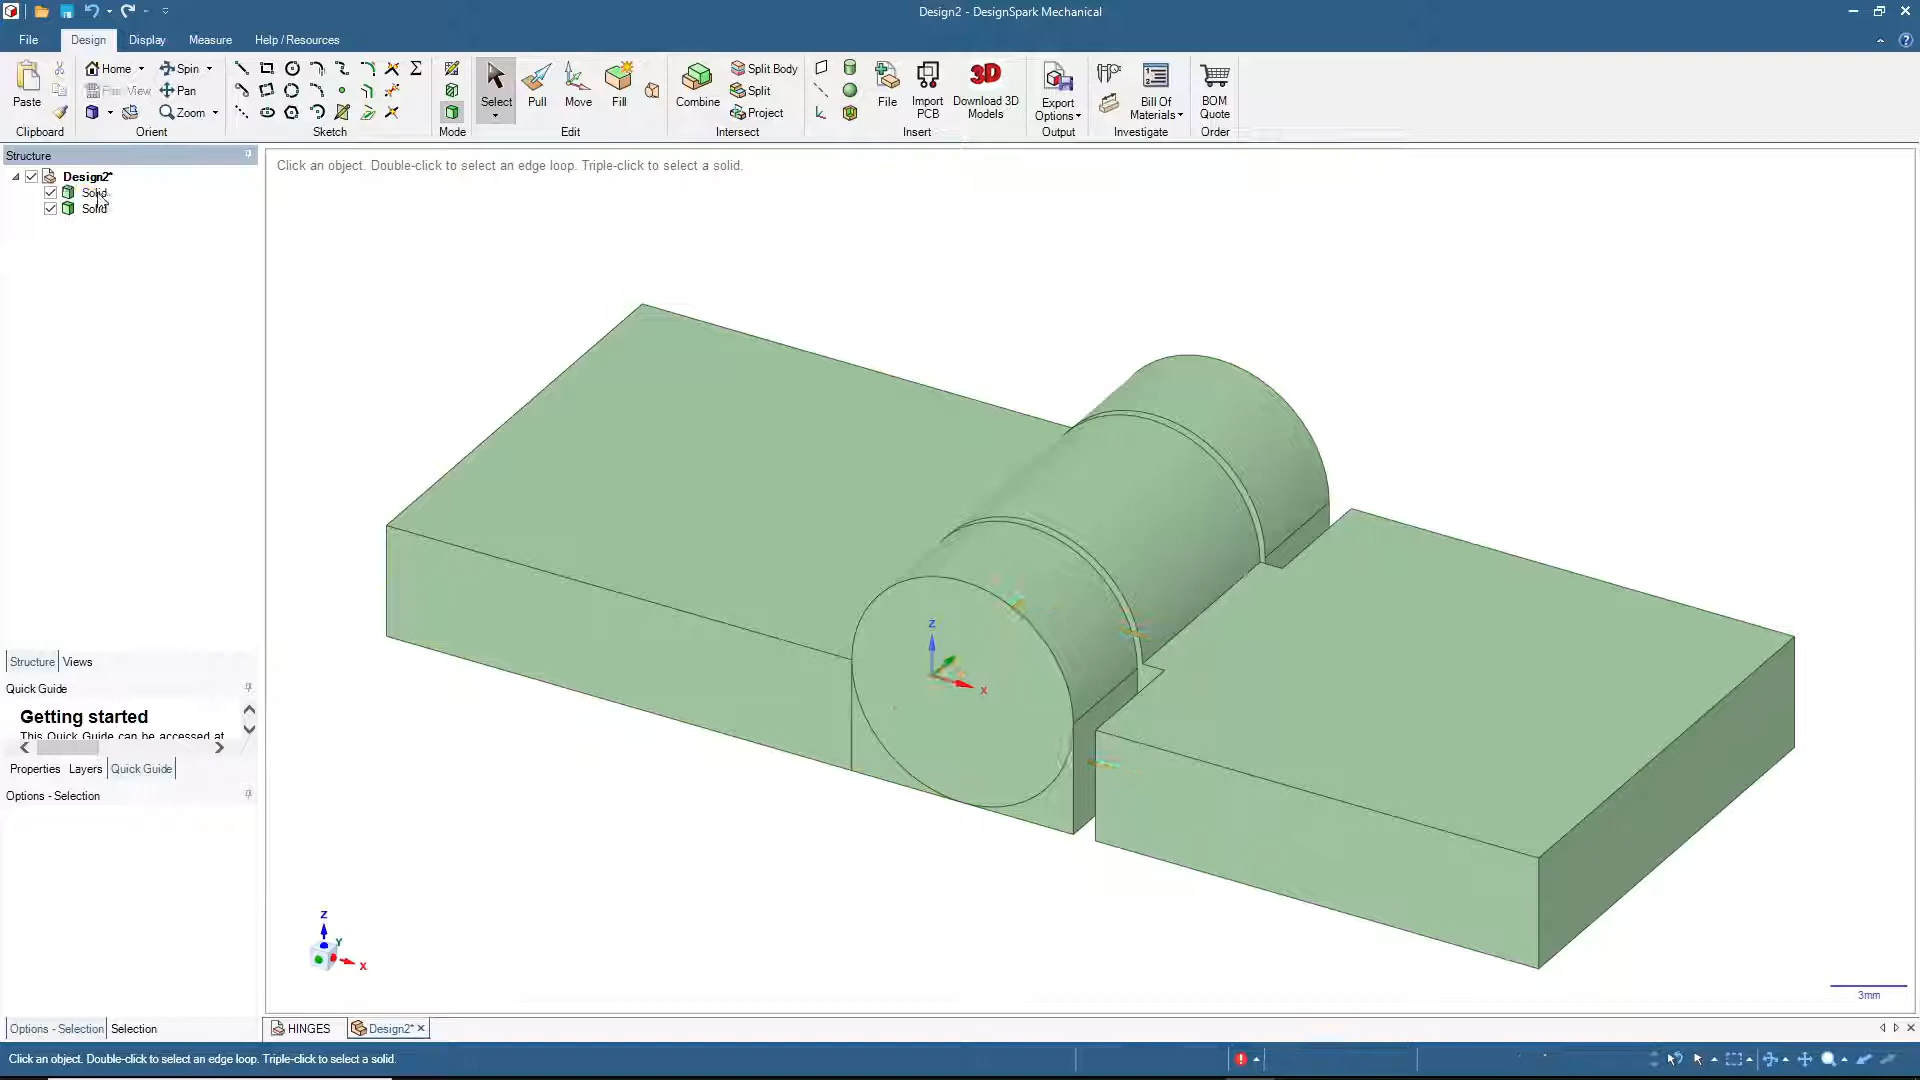 Design2 - DesignSpark Mechanical
File Design Display Measure Help / Resources
Home Spin
Paste Plan View Pan
Zoom
Select Pull Move Fill
Combine Split Body
Split
Project
File Import PCB Download 3D Models
3D
Export Options
Bill Of Materials
BOM Quote
Clipboard Orient Sketch Mode Edit Intersect Insert Output Investigate Order
Structure
Click an object. Double-click to select an edge loop. Triple-click to select a solid.
Design2*
Solid
Solid
Z
X
Structure Views
Quick Guide
Getting started
This Quick Guide can be accessed at
Properties Layers Quick Guide
Options - Selection
Z
Y
X
3mm
Options - Selection Selection
HINGES Design2*
Click an object. Double-click to select an edge loop. Triple-click to select a solid.